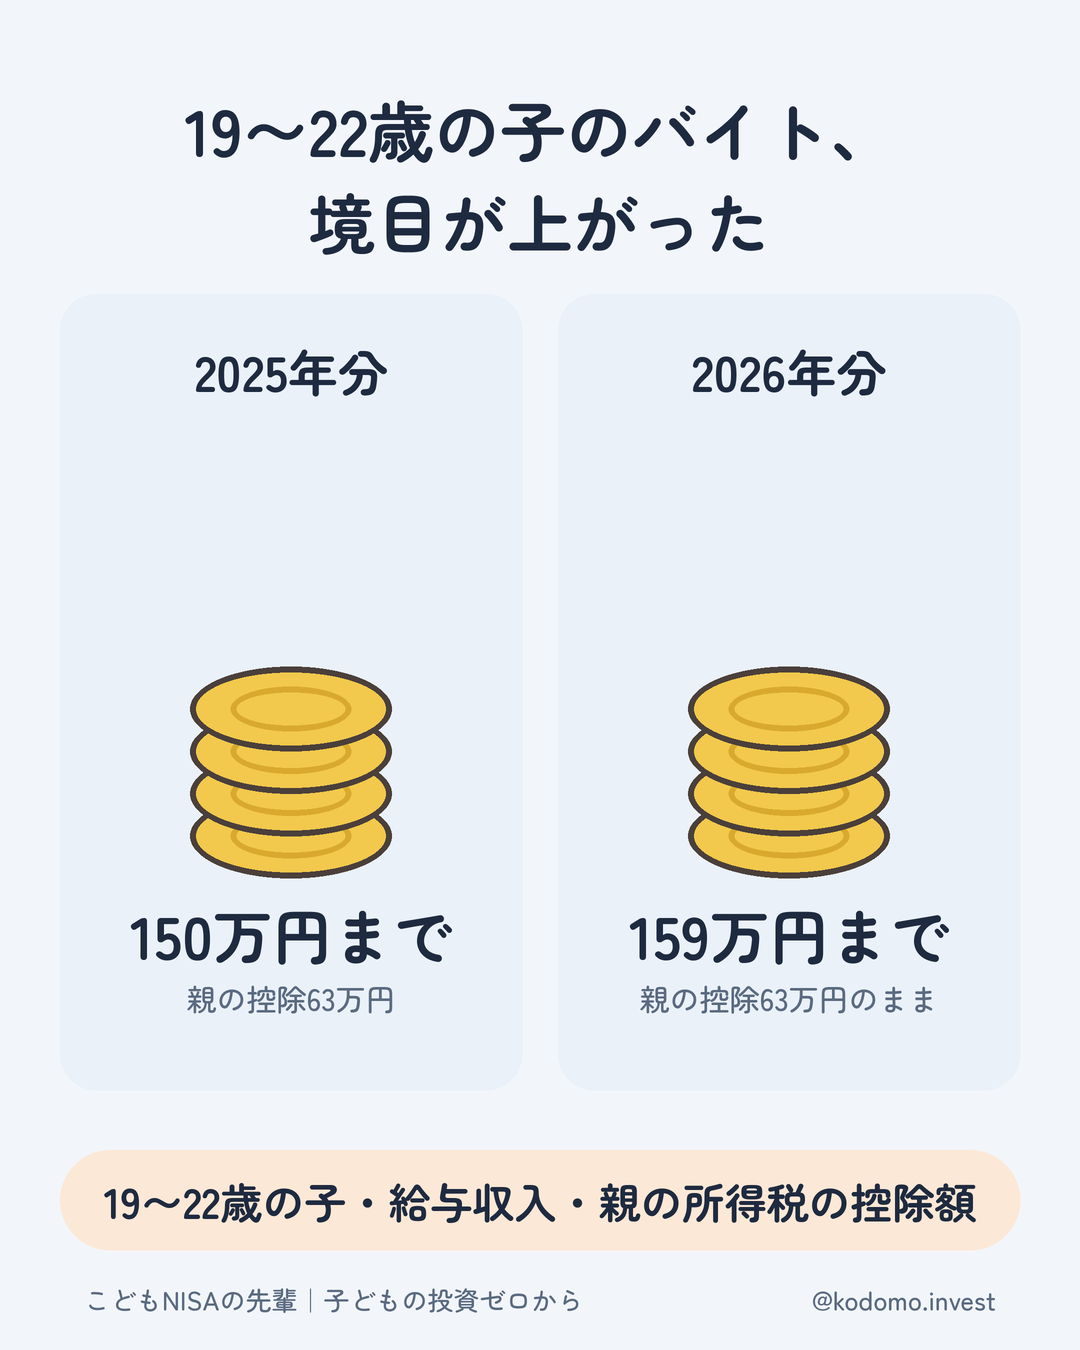 19〜22歳の子のバイト、
境目が上がった
2025年分
150万円まで
親の控除63万円
2026年分
159万円まで
親の控除63万円のまま
19〜22歳の子・給与収入・親の所得税の控除額
こどもNISAの先輩｜子どもの投資ゼロから
@kodomo.invest